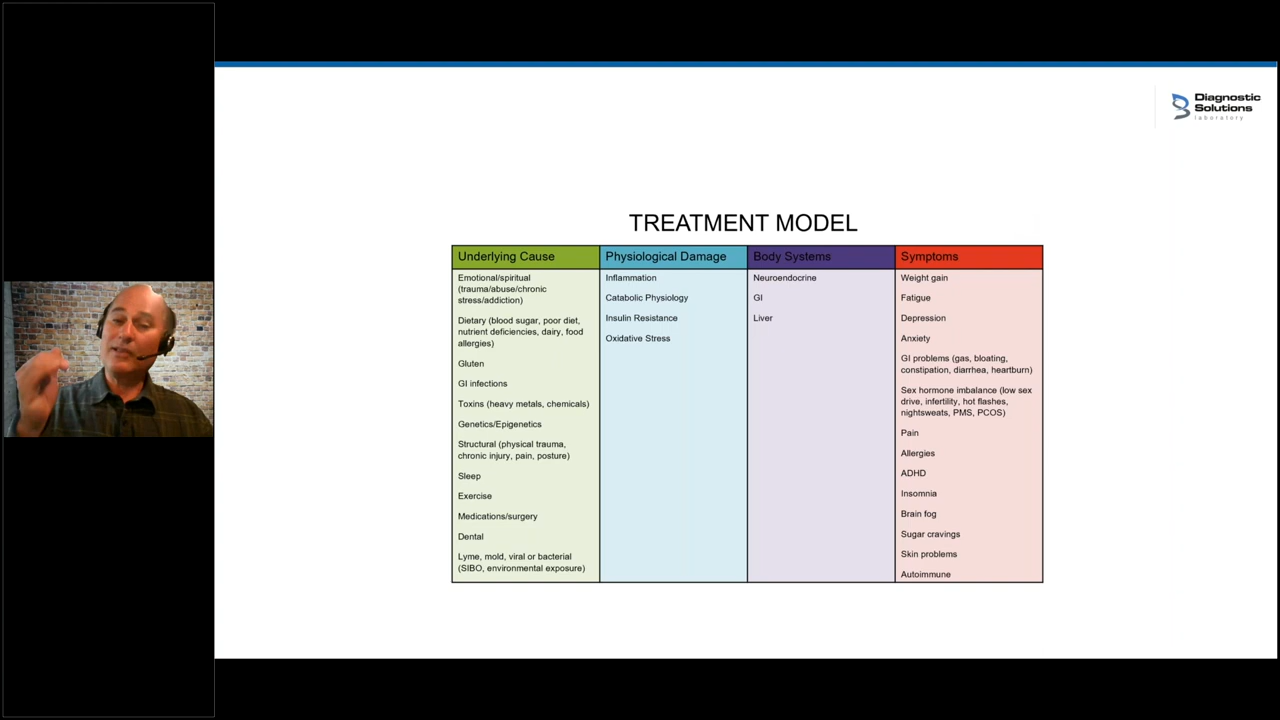 Diagnostic
Solutions
laboratory
TREATMENT MODEL
Underlying Cause
Emotional/spiritual
(trauma/abuse/chronic
stress/addiction)
Dietary (blood sugar, poor diet,
nutrient deficiencies, dairy, food
allergies)
Gluten
GI infections
Toxins (heavy metals, chemicals)
Genetics/Epigenetics
Structural (physical trauma,
chronic injury, pain, posture)
Sleep
Exercise
Medications/surgery
Dental
Lyme, mold, viral or bacterial
(SIBO, environmental exposure)
Physiological Damage
Inflammation
Catabolic Physiology
Insulin Resistance
Oxidative Stress
Body Systems
Neuroendocrine
GI
Liver
Symptoms
Weight gain
Fatigue
Depression
Anxiety
GI problems (gas, bloating,
constipation, diarrhea, heartburn)
Sex hormone imbalance (low sex
drive, infertility, hot flashes,
nightsweats, PMS, PCOS)
Pain
Allergies
ADHD
Insomnia
Brain fog
Sugar cravings
Skin problems
Autoimmune